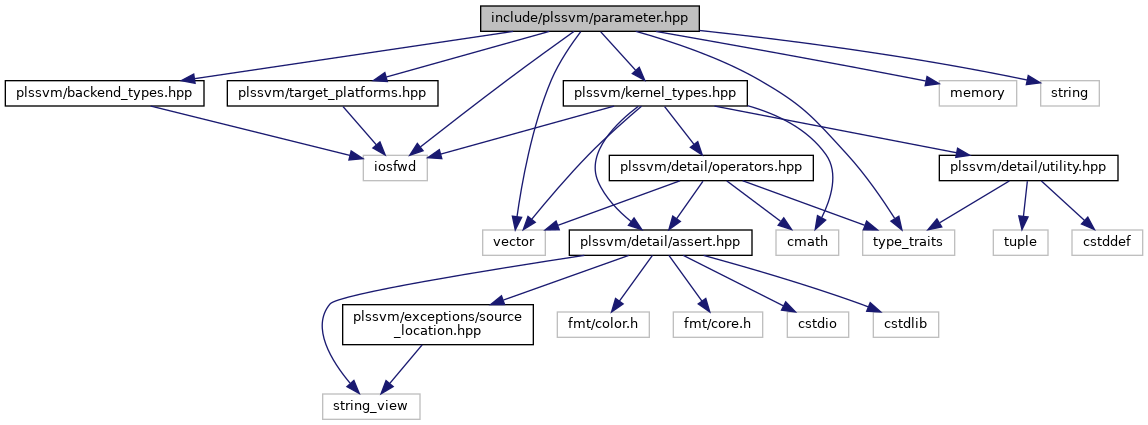 include/plssvm/parameter.hpp
plssvm/backend_types.hpp
plssvm/target_platforms.hpp
plssvm/kernel_types.hpp
memory
string
iosfwd
plssvm/detail/operators.hpp
plssvm/detail/utility.hpp
vector
plssvm/detail/assert.hpp
cmath
type_traits
tuple
cstddef
plssvm/exceptions/source
_location.hpp
fmt/color.h
fmt/core.h
cstdio
cstdlib
string_view